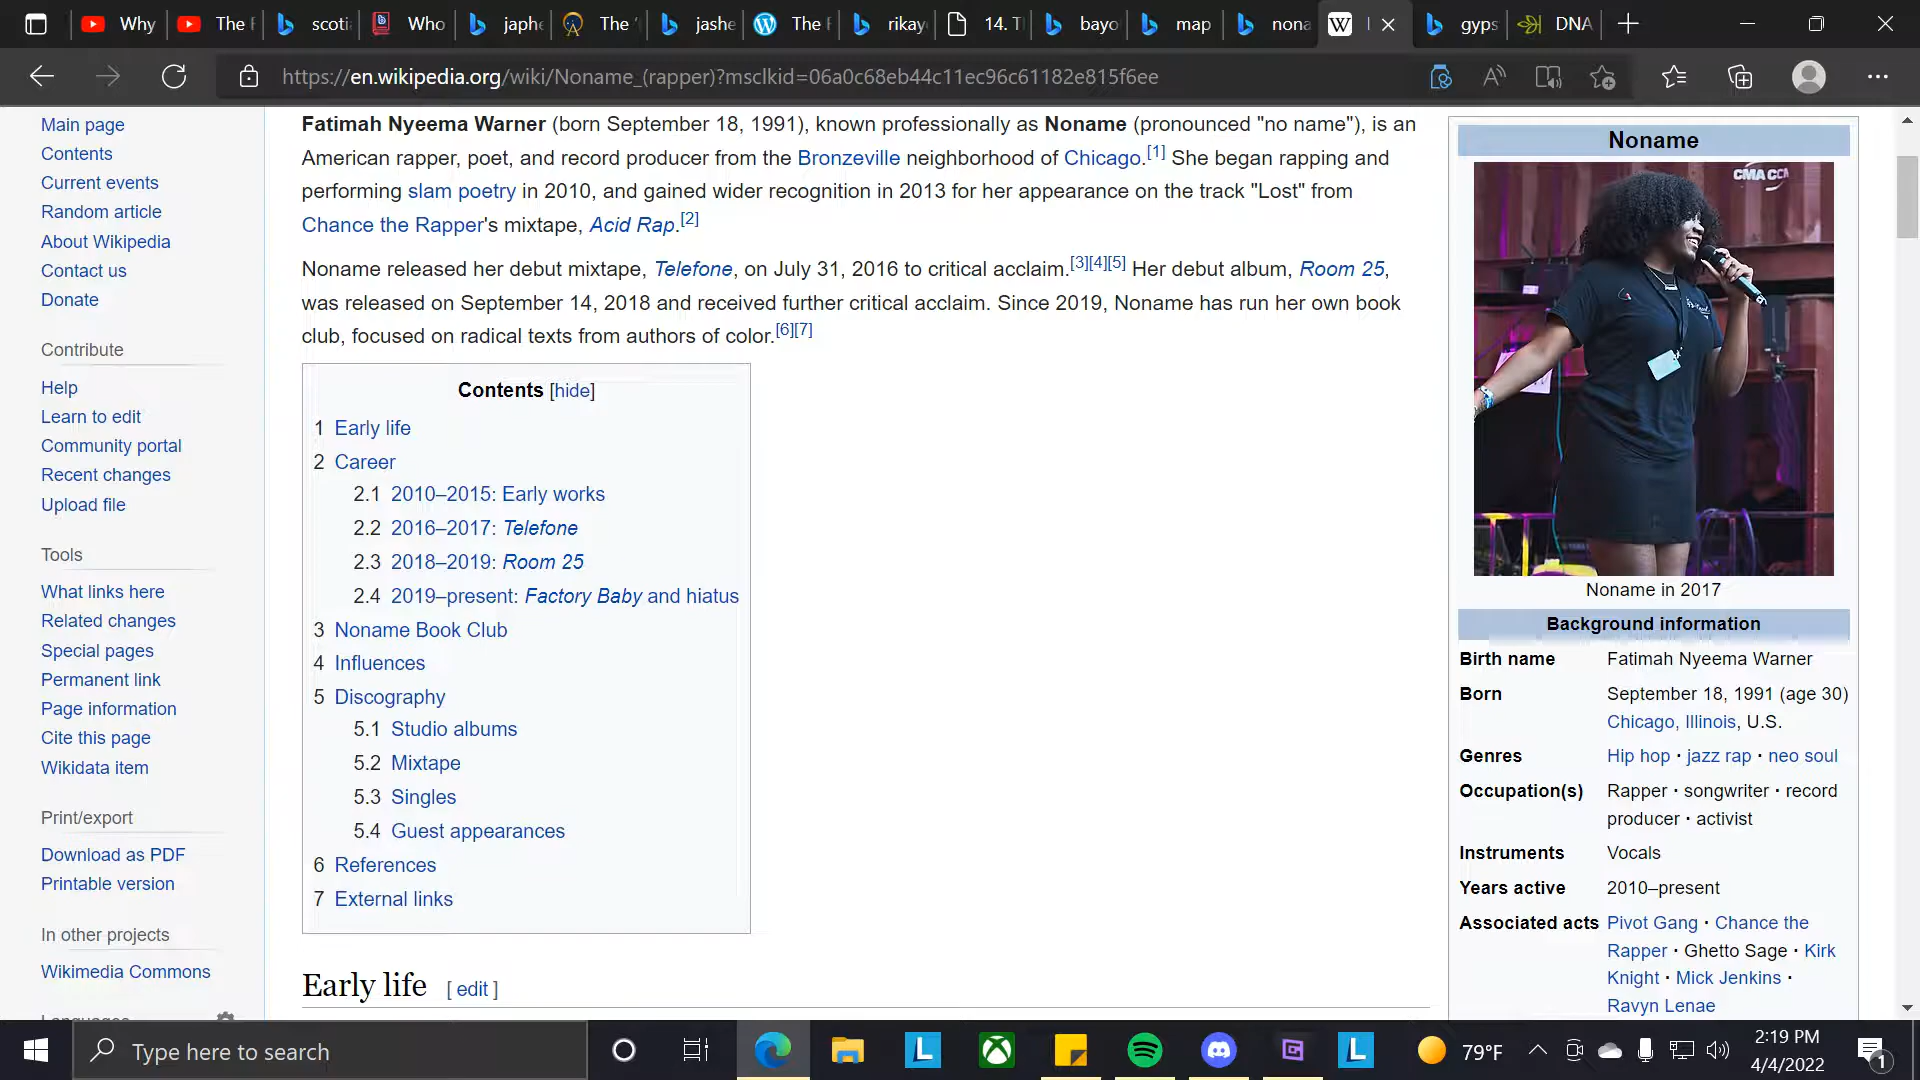 Why
The F
scoti
Who
japhe
The '
jashe
The F
rikay
14. T
bayo
map
nona
gyps
DNA
https://en.wikipedia.org/wiki/Noname_(rapper)?msclkid=06a0c68eb44c11ec96c61182e815f6ee
Main page
Contents
Current events
Random article
About Wikipedia
Contact us
Donate
Contribute
Help
Learn to edit
Community portal
Recent changes
Upload file
Tools
What links here
Related changes
Special pages
Permanent link
Page information
Cite this page
Wikidata item
Print/export
Download as PDF
Printable version
In other projects
Wikimedia Commons
Languages
Fatimah Nyeema Warner (born September 18, 1991), known professionally as Noname (pronounced "no name"), is an
American rapper, poet, and record producer from the Bronzeville neighborhood of Chicago.[1] She began rapping and
performing slam poetry in 2010, and gained wider recognition in 2013 for her appearance on the track "Lost" from
Chance the Rapper's mixtape, Acid Rap.[2]
Noname released her debut mixtape, Telefone, on July 31, 2016 to critical acclaim.[3][4][5] Her debut album, Room 25,
was released on September 14, 2018 and received further critical acclaim. Since 2019, Noname has run her own book
club, focused on radical texts from authors of color.[6][7]
Contents [hide]
1 Early life
2 Career
2.1 2010–2015: Early works
2.2 2016–2017: Telefone
2.3 2018–2019: Room 25
2.4 2019–present: Factory Baby and hiatus
3 Noname Book Club
4 Influences
5 Discography
5.1 Studio albums
5.2 Mixtape
5.3 Singles
5.4 Guest appearances
6 References
7 External links
Early life [ edit ]
Noname
Noname in 2017
Background information
Birth name Fatimah Nyeema Warner
Born September 18, 1991 (age 30)
Chicago, Illinois, U.S.
Genres Hip hop · jazz rap · neo soul
Occupation(s) Rapper · songwriter · record
producer · activist
Instruments Vocals
Years active 2010–present
Associated acts Pivot Gang · Chance the
Rapper · Ghetto Sage · Kirk
Knight · Mick Jenkins ·
Ravyn Lenae
Type here to search
79°F
2:19 PM
4/4/2022
1